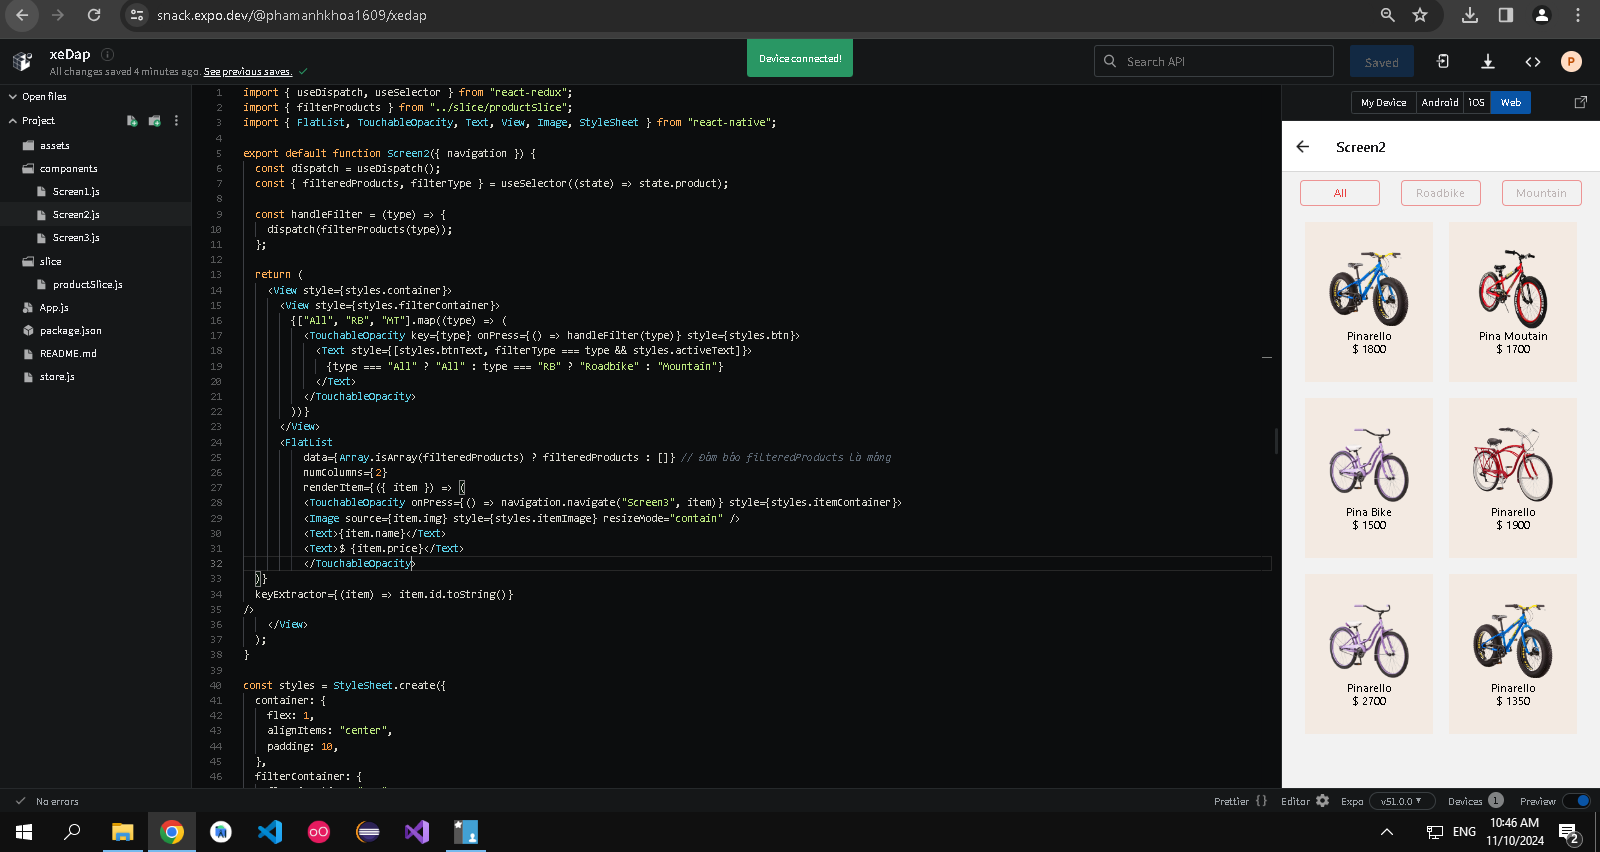 snack.expo.dev/@phamanhkhoa1609/xedap
xeDap
All changes saved 4 minutes ago. See previous saves.
Device connected!
Search API
Saved
P
Open files
Project
assets
components
Screen1.js
Screen2.js
Screen3.js
slice
productSlice.js
App.js
package.json
README.md
store.js
1 import { useDispatch, useSelector } from "react-redux";
2 import { filterProducts } from "../slice/productSlice";
3 import { FlatList, TouchableOpacity, Text, View, Image, StyleSheet } from "react-native";
4
5 export default function Screen2({ navigation }) {
6 const dispatch = useDispatch();
7 const { filteredProducts, filterType } = useSelector((state) => state.product);
8
9 const handleFilter = (type) => {
10 dispatch(filterProducts(type));
11 };
12
13 return (
14 <View style={styles.container}>
15 <View style={styles.filterContainer}>
16 {["All", "RB", "MT"].map((type) => (
17 <TouchableOpacity key={type} onPress={() => handleFilter(type)} style={styles.btn}>
18 <Text style={[styles.btnText, filterType === type && styles.activeText]}>
19 {type === "All" ? "All" : type === "RB" ? "Roadbike" : "Mountain"}
20 </Text>
21 </TouchableOpacity>
22 ))}
23 </View>
24 <FlatList
25 data={Array.isArray(filteredProducts) ? filteredProducts : []} // Đảm bảo filteredProducts là mảng
26 numColumns={2}
27 renderItem={({ item }) => (
28 <TouchableOpacity onPress={() => navigation.navigate("Screen3", item)} style={styles.itemContainer}>
29 <Image source={item.img} style={styles.itemImage} resizeMode="contain" />
30 <Text>{item.name}</Text>
31 <Text>$ {item.price}</Text>
32 </TouchableOpacity>
33 )}
34 keyExtractor={(item) => item.id.toString()}
35 />
36 </View>
37 );
38 }
39
40 const styles = StyleSheet.create({
41 container: {
42 flex: 1,
43 alignItems: "center",
44 padding: 10,
45 },
46 filterContainer: {
My Device Android iOS Web
Screen2
All Roadbike Mountain
Pinarello
$ 1800
Pina Moutain
$ 1700
Pina Bike
$ 1500
Pinarello
$ 1900
Pinarello
$ 2700
Pinarello
$ 1350
No errors
Prettier {} Editor Expo v51.0.0 Devices 1 Preview
ENG
10:46 AM
11/10/2024
2